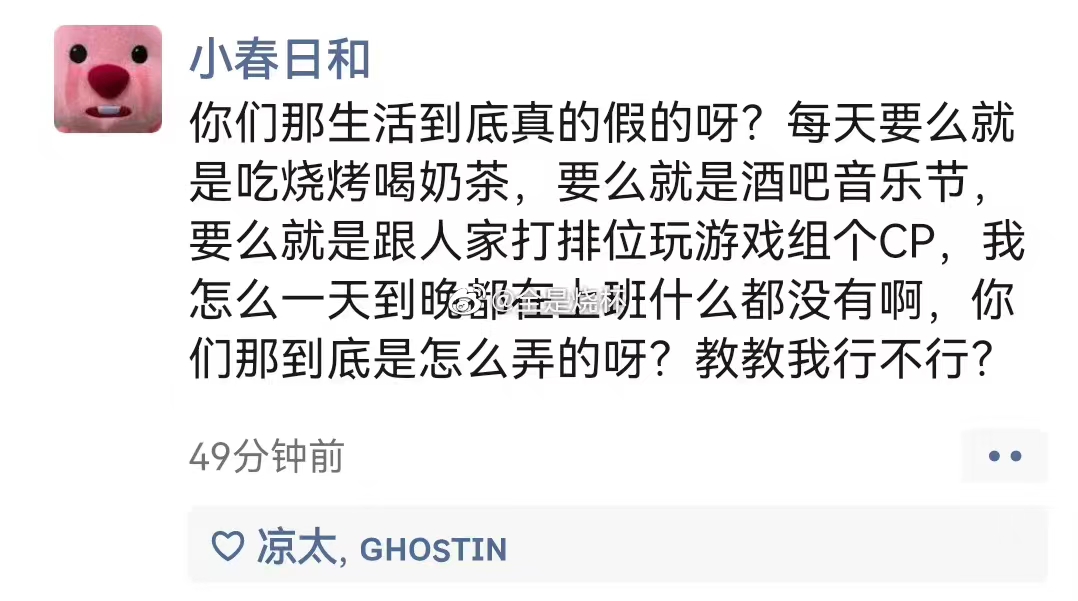 小春日和
你们那生活到底真的假的呀？每天要么就
是吃烧烤喝奶茶，要么就是酒吧音乐节，
要么就是跟人家打排位玩游戏组个CP，我
怎么一天到晚都在上班什么都没有啊，你
们那到底是怎么弄的呀？教教我行不行？
@全是烧杯
49分钟前
凉太, GHOSTIN